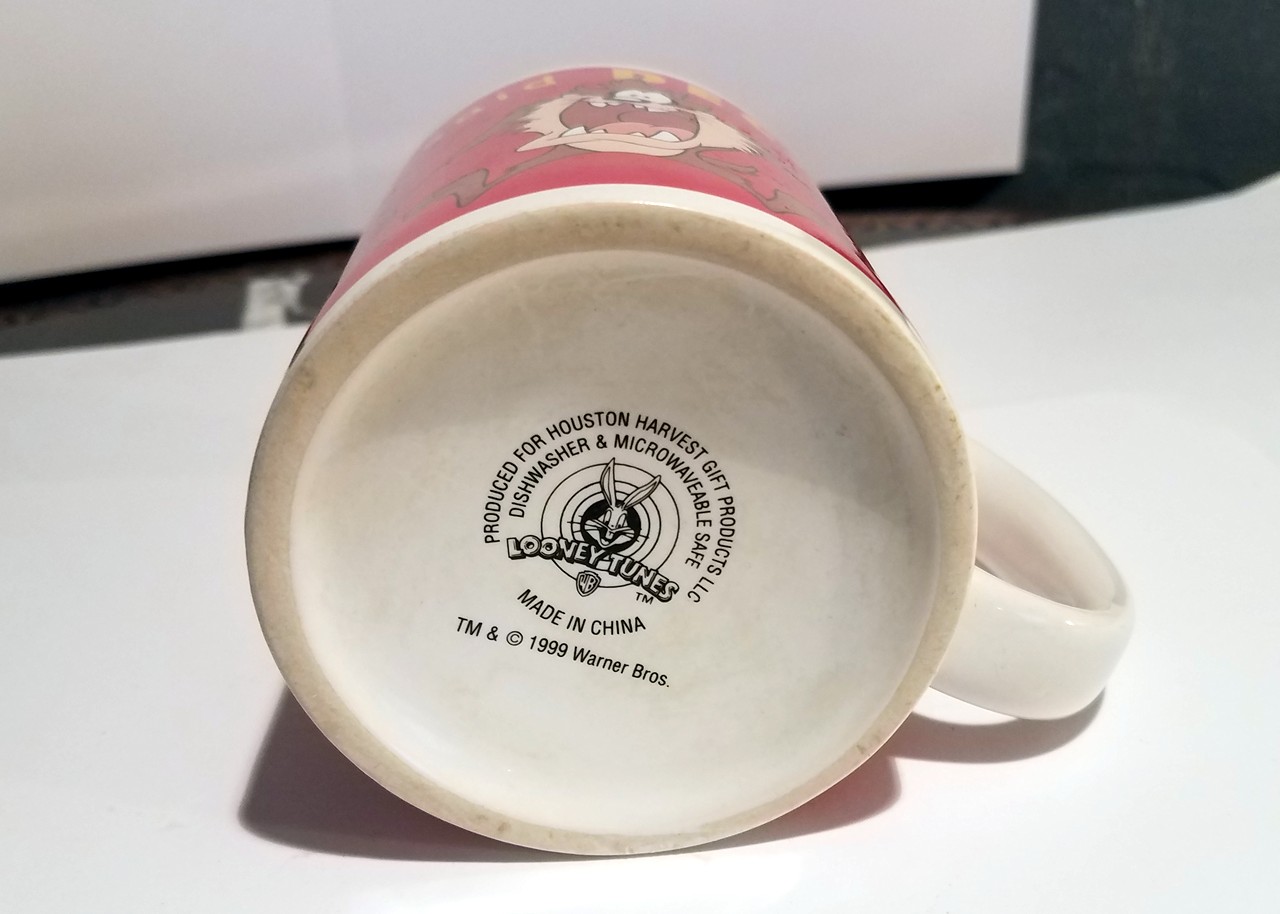 PRODUCED FOR HOUSTON HARVEST GIFT PRODUCTS LLC
DISHWASHER & MICROWAVEABLE SAFE
LOONEY TUNES
WB
TM
MADE IN CHINA
TM & © 1999 Warner Bros.